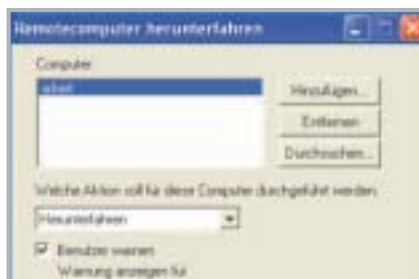 Remotecomputer herunterfahren
Computer
Hinzufügen...
Entfernen
Durchsuchen...
Welche Aktion soll für diese Computer durchgeführt werden:
Herunterfahren
Benutzer warnen
Warnung anzeigen für